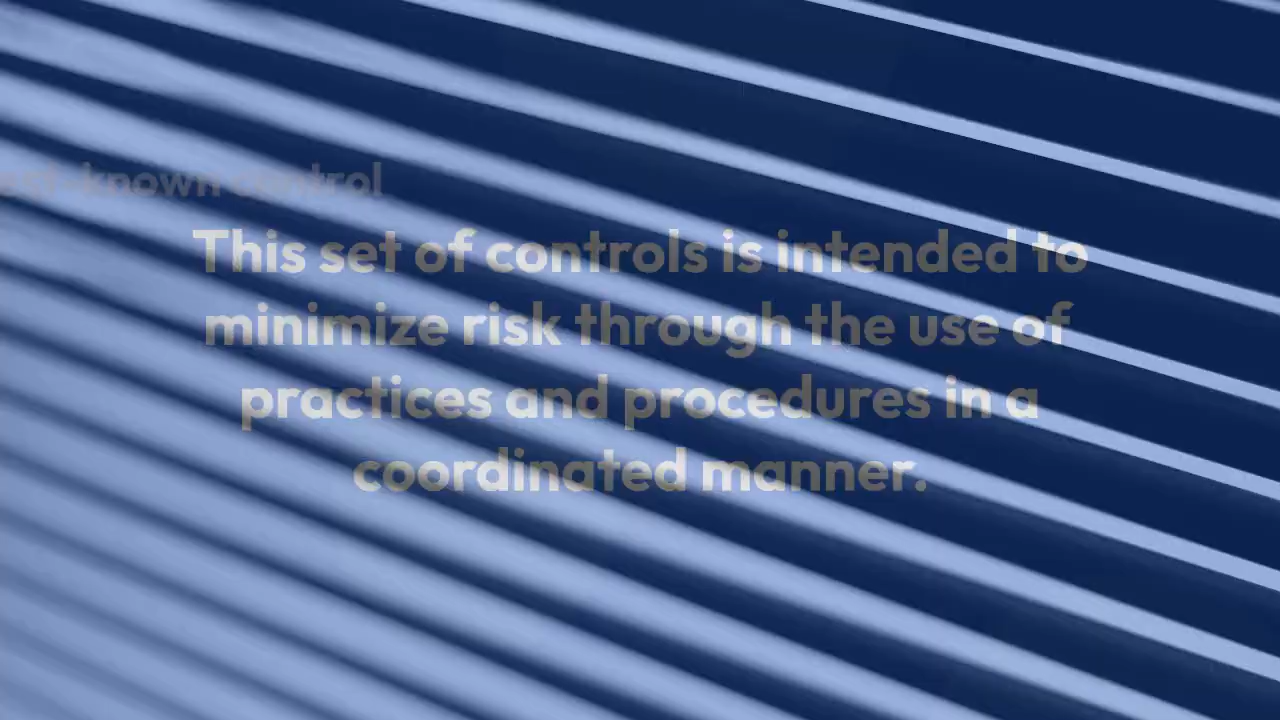 control
This set of controls is intended to
minimize risk through the use of
practices and procedures in a
coordinated manner.